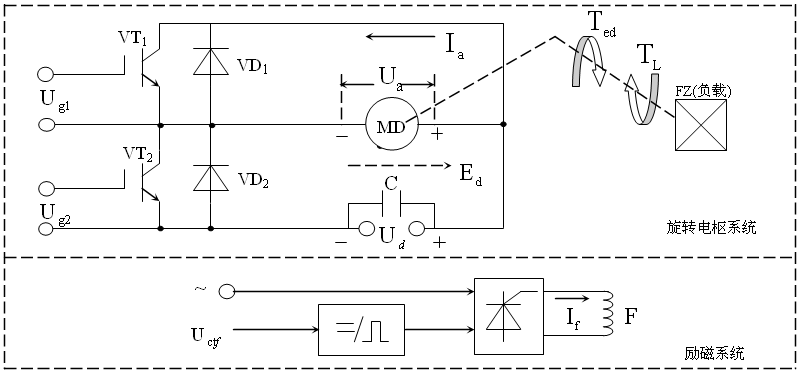 VT1
VD1
Ug1
Ia
Ua
MD
− +
Ted
TL
FZ(负载)
VT2
VD2
Ug2
Ed
C
− Ud +
旋转电枢系统
~
Uctf
If
F
励磁系统